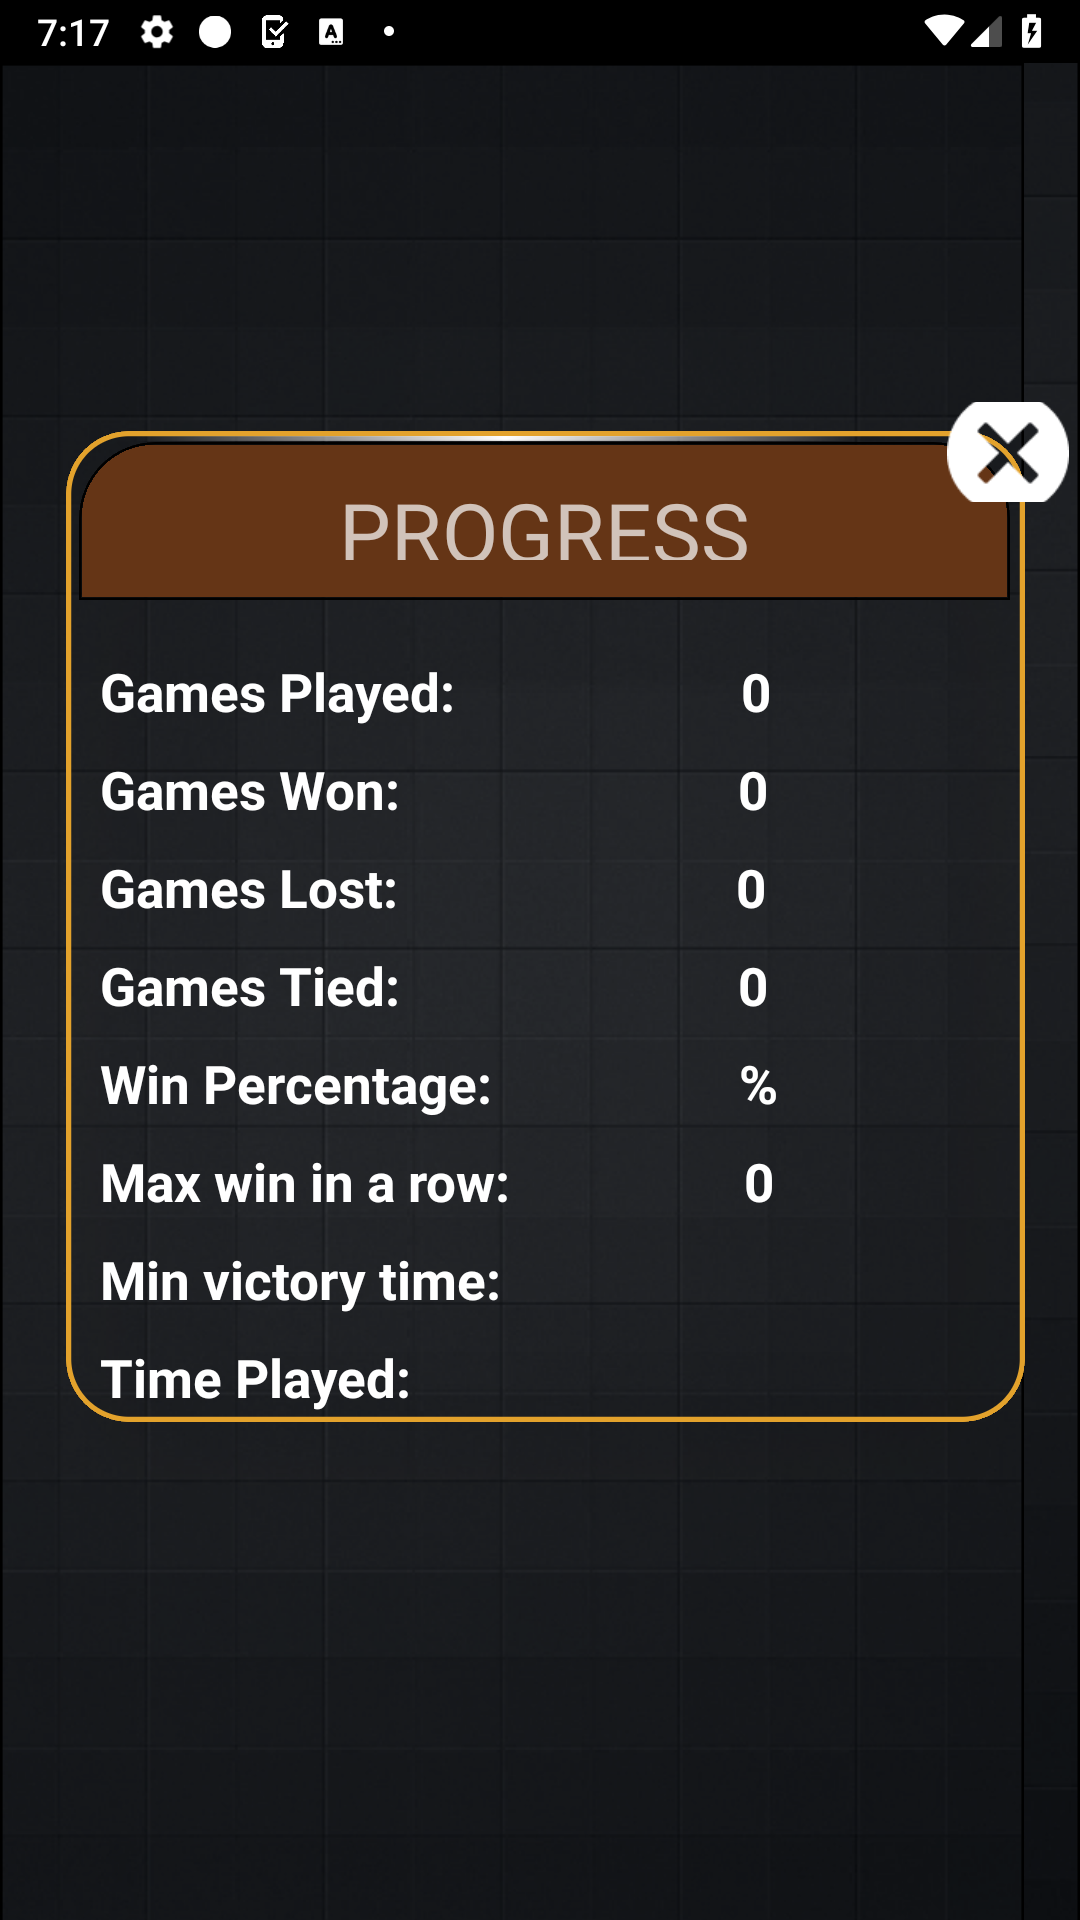 7:17
PROGRESS
Games Played: 0
Games Won: 0
Games Lost: 0
Games Tied: 0
Win Percentage: %
Max win in a row: 0
Min victory time:
Time Played: